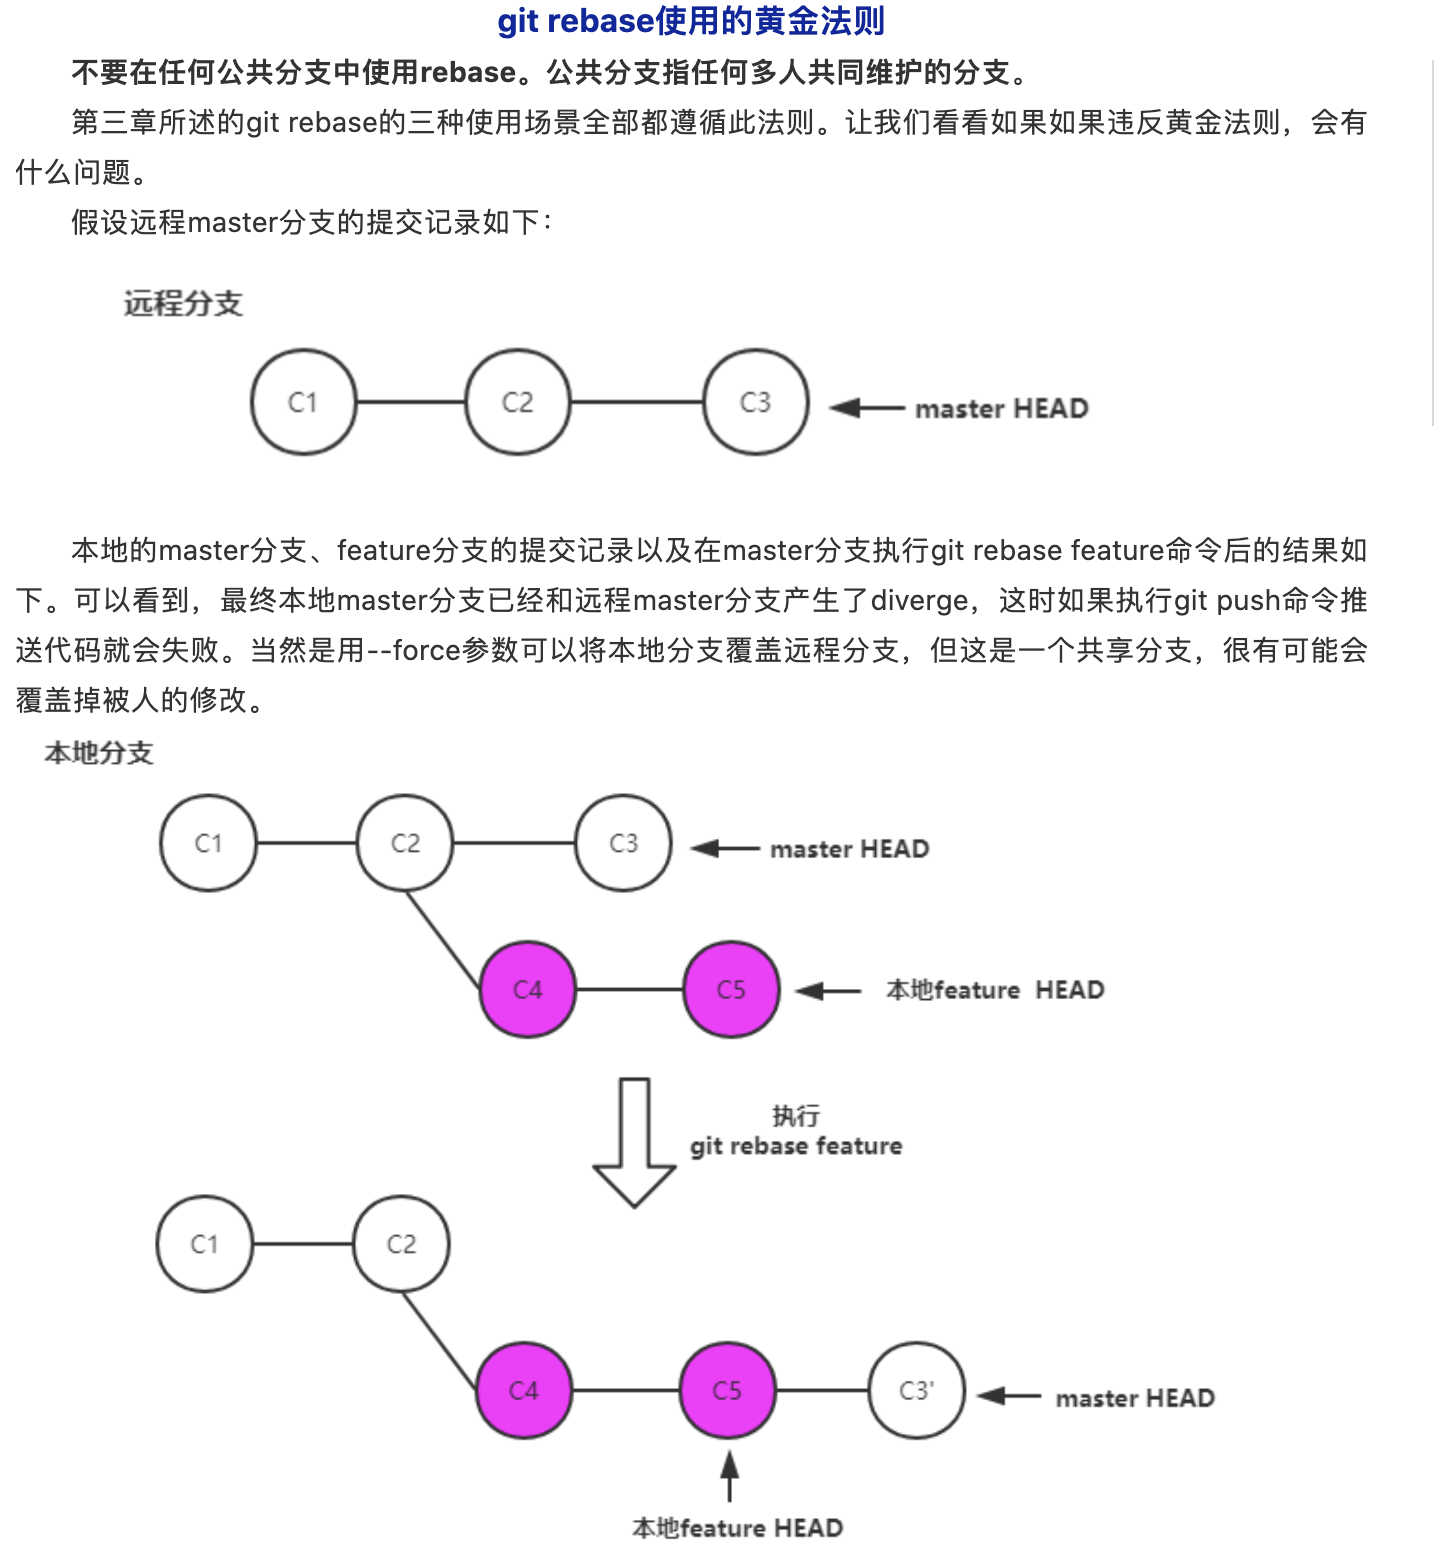 git rebase使用的黄金法则
不要在任何公共分支中使用rebase。公共分支指任何多人共同维护的分支。
第三章所述的git rebase的三种使用场景全部都遵循此法则。让我们看看如果如果违反黄金法则，会有
什么问题。
假设远程master分支的提交记录如下：
远程分支
C1 C2 C3 master HEAD
本地的master分支、feature分支的提交记录以及在master分支执行git rebase feature命令后的结果如
下。可以看到，最终本地master分支已经和远程master分支产生了diverge，这时如果执行git push命令推
送代码就会失败。当然是用--force参数可以将本地分支覆盖远程分支，但这是一个共享分支，很有可能会
覆盖掉被人的修改。
本地分支
C1 C2 C3 master HEAD
C4 C5 本地feature HEAD
执行
git rebase feature
C1 C2
C4 C5 C3' master HEAD
本地feature HEAD